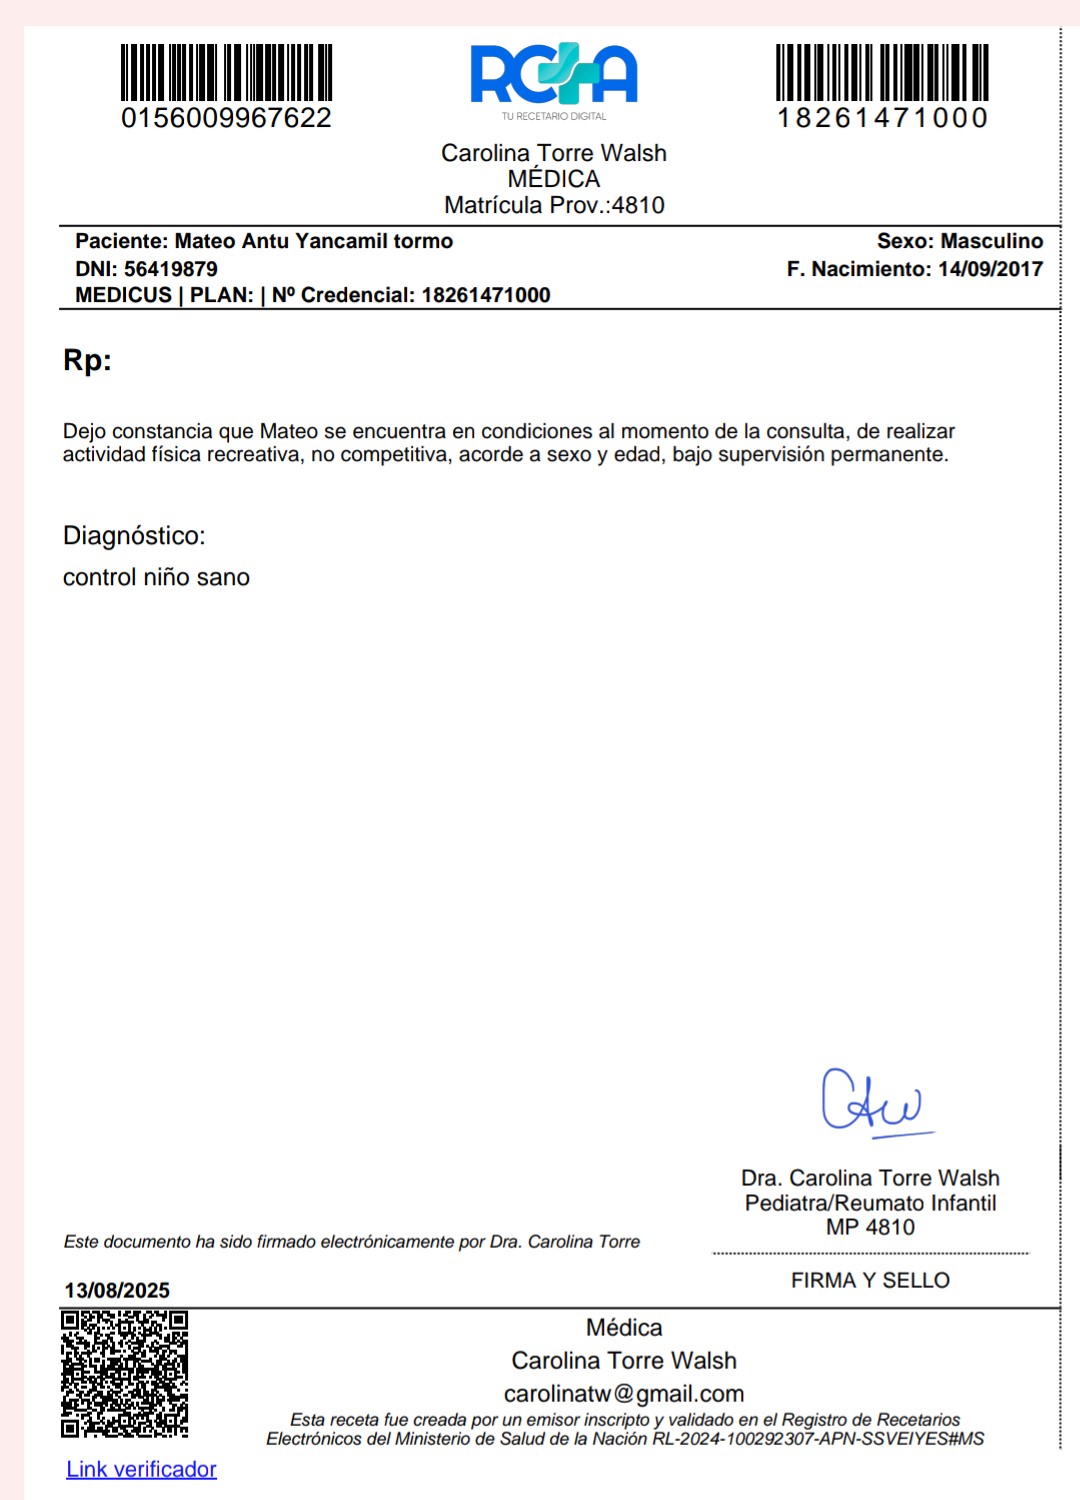 0156009967622
RCTA
TU RECETARIO DIGITAL
18261471000
Carolina Torre Walsh
MÉDICA
Matrícula Prov.:4810
Paciente: Mateo Antu Yancamil tormo
Sexo: Masculino
DNI: 56419879
F. Nacimiento: 14/09/2017
MEDICUS | PLAN: | Nº Credencial: 18261471000
Rp:
Dejo constancia que Mateo se encuentra en condiciones al momento de la consulta, de realizar
actividad física recreativa, no competitiva, acorde a sexo y edad, bajo supervisión permanente.
Diagnóstico:
control niño sano
Dra. Carolina Torre Walsh
Pediatra/Reumato Infantil
MP 4810
Este documento ha sido firmado electrónicamente por Dra. Carolina Torre
FIRMA Y SELLO
13/08/2025
Médica
Carolina Torre Walsh
carolinatw@gmail.com
Esta receta fue creada por un emisor inscripto y validado en el Registro de Recetarios
Electrónicos del Ministerio de Salud de la Nación RL-2024-100292307-APN-SSVEIYES#MS
Link verificador